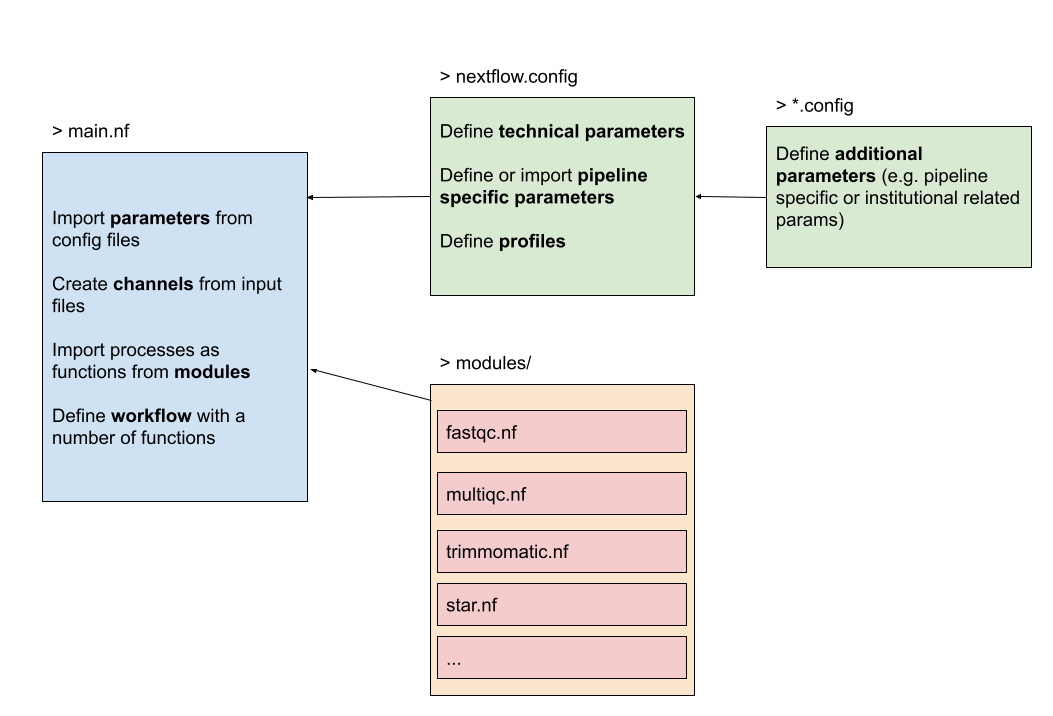 > main.nf
Import parameters from
config files
Create channels from input
files
Import processes as
functions from modules
Define workflow with a
number of functions
> nextflow.config
Define technical parameters
Define or import pipeline
specific parameters
Define profiles
> *.config
Define additional
parameters (e.g. pipeline
specific or institutional related
params)
> modules/
fastqc.nf
multiqc.nf
trimmomatic.nf
star.nf
...